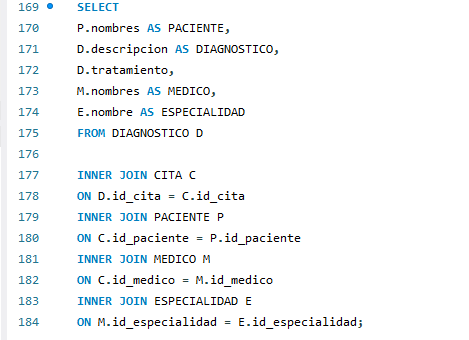 169 SELECT
170 P.nombres AS PACIENTE,
171 D.descripcion AS DIAGNOSTICO,
172 D.tratamiento,
173 M.nombres AS MEDICO,
174 E.nombre AS ESPECIALIDAD
175 FROM DIAGNOSTICO D
176
177 INNER JOIN CITA C
178 ON D.id_cita = C.id_cita
179 INNER JOIN PACIENTE P
180 ON C.id_paciente = P.id_paciente
181 INNER JOIN MEDICO M
182 ON C.id_medico = M.id_medico
183 INNER JOIN ESPECIALIDAD E
184 ON M.id_especialidad = E.id_especialidad;